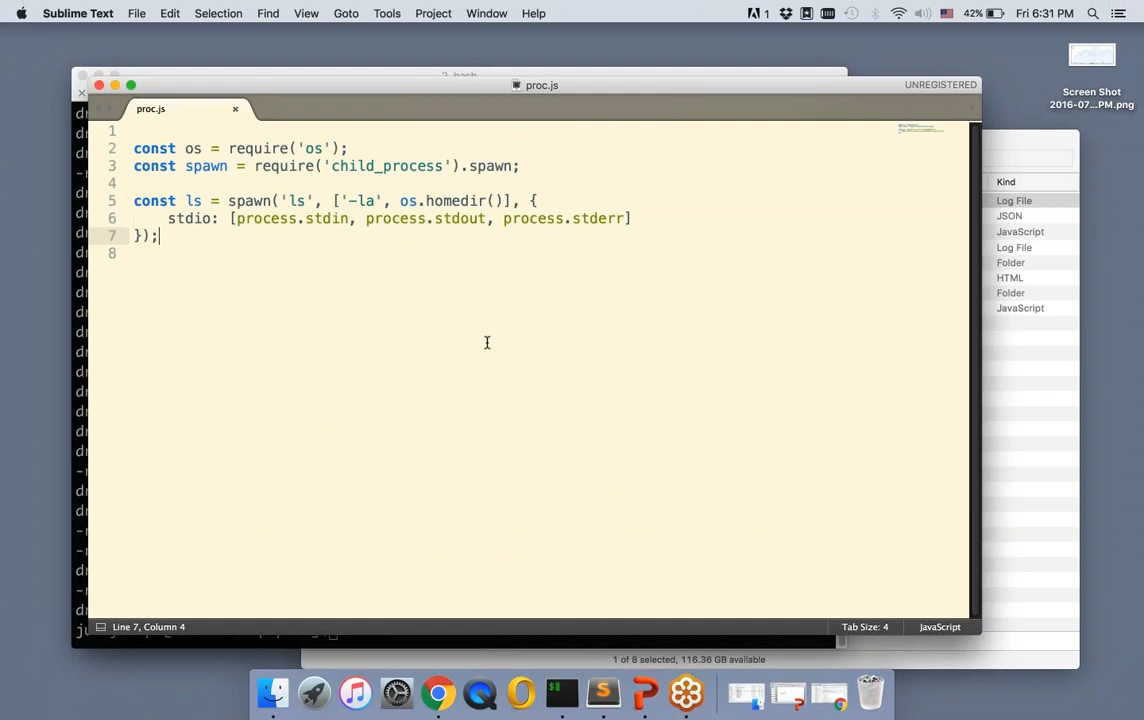 Sublime Text File Edit Selection Find View Goto Tools Project Window Help 1 42% Fri 6:31 PM
2. bash
proc.js UNREGISTERED
proc.js
1
2 const os = require('os');
3 const spawn = require('child_process').spawn;
4
5 const ls = spawn('ls', ['-la', os.homedir()], {
6 stdio: [process.stdin, process.stdout, process.stderr]
7 });
8
Line 7, Column 4 Tab Size: 4 JavaScript
Screen Shot
2016-07...PM.png
Kind
Log File
JSON
JavaScript
Log File
Folder
HTML
Folder
JavaScript
1 of 8 selected, 116.36 GB available